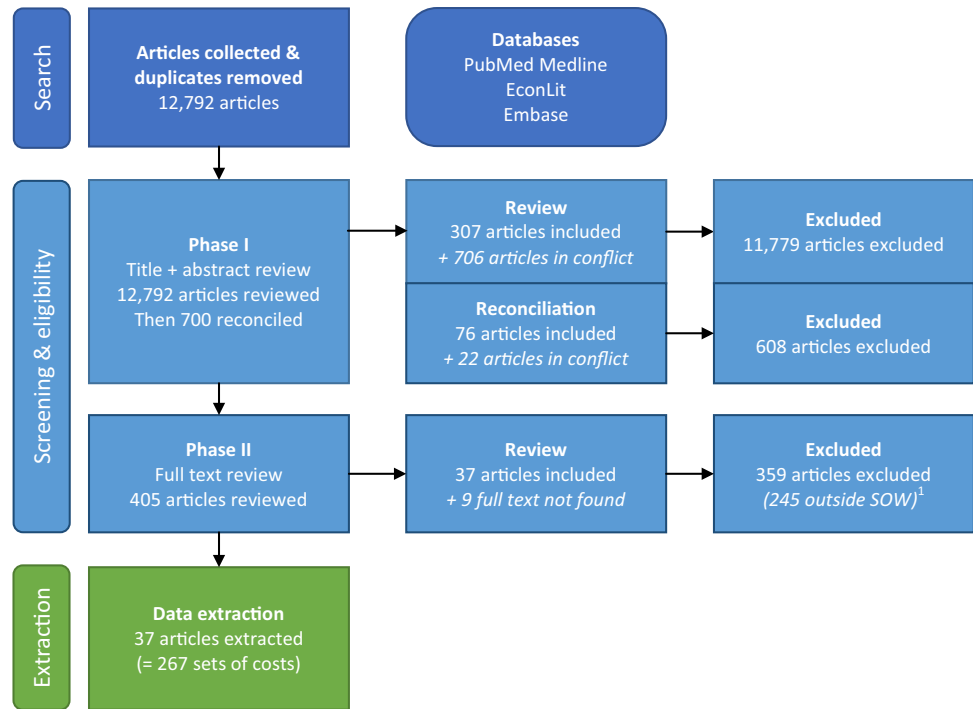 Search
Articles collected &
duplicates removed
12,792 articles
Databases
PubMed Medline
EconLit
Embase
Screening & eligibility
Phase I
Title + abstract review
12,792 articles reviewed
Then 700 reconciled
Review
307 articles included
+ 706 articles in conflict
Excluded
11,779 articles excluded
Reconciliation
76 articles included
+ 22 articles in conflict
Excluded
608 articles excluded
Phase II
Full text review
405 articles reviewed
Review
37 articles included
+ 9 full text not found
Excluded
359 articles excluded
(245 outside SOW)1
Extraction
Data extraction
37 articles extracted
(= 267 sets of costs)